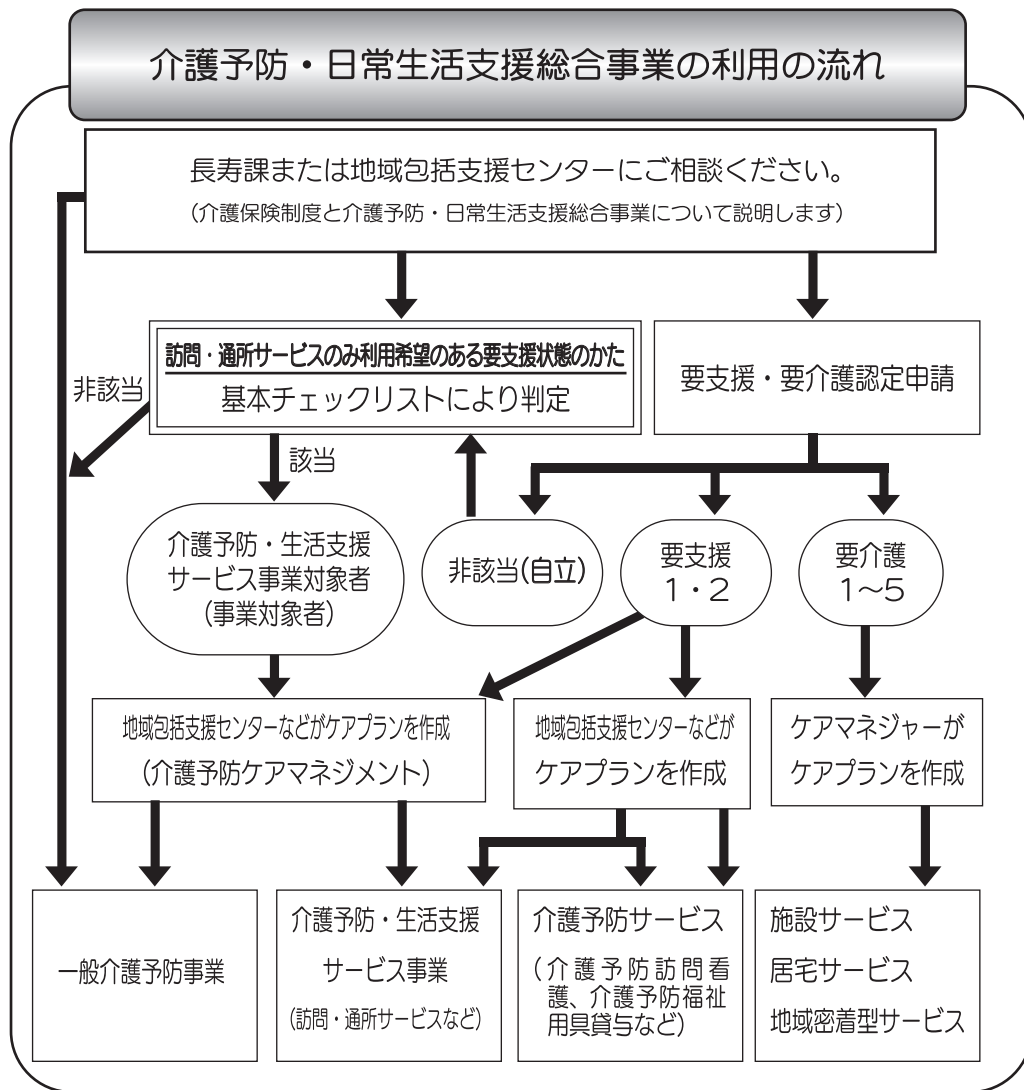 介護予防・日常生活支援総合事業の利用の流れ
長寿課または地域包括支援センターにご相談ください。
（介護保険制度と介護予防・日常生活支援総合事業について説明します）
訪問・通所サービスのみ利用希望のある要支援状態のかた
基本チェックリストにより判定
要支援・要介護認定申請
非該当
該当
介護予防・生活支援
サービス事業対象者
（事業対象者）
非該当(自立)
要支援
１・２
要介護
１～５
地域包括支援センターなどがケアプランを作成
（介護予防ケアマネジメント）
地域包括支援センターなどが
ケアプランを作成
ケアマネジャーが
ケアプランを作成
一般介護予防事業
介護予防・生活支援
サービス事業
（訪問・通所サービスなど）
介護予防サービス
（介護予防訪問看
護、介護予防福祉
用具貸与など）
施設サービス
居宅サービス
地域密着型サービス